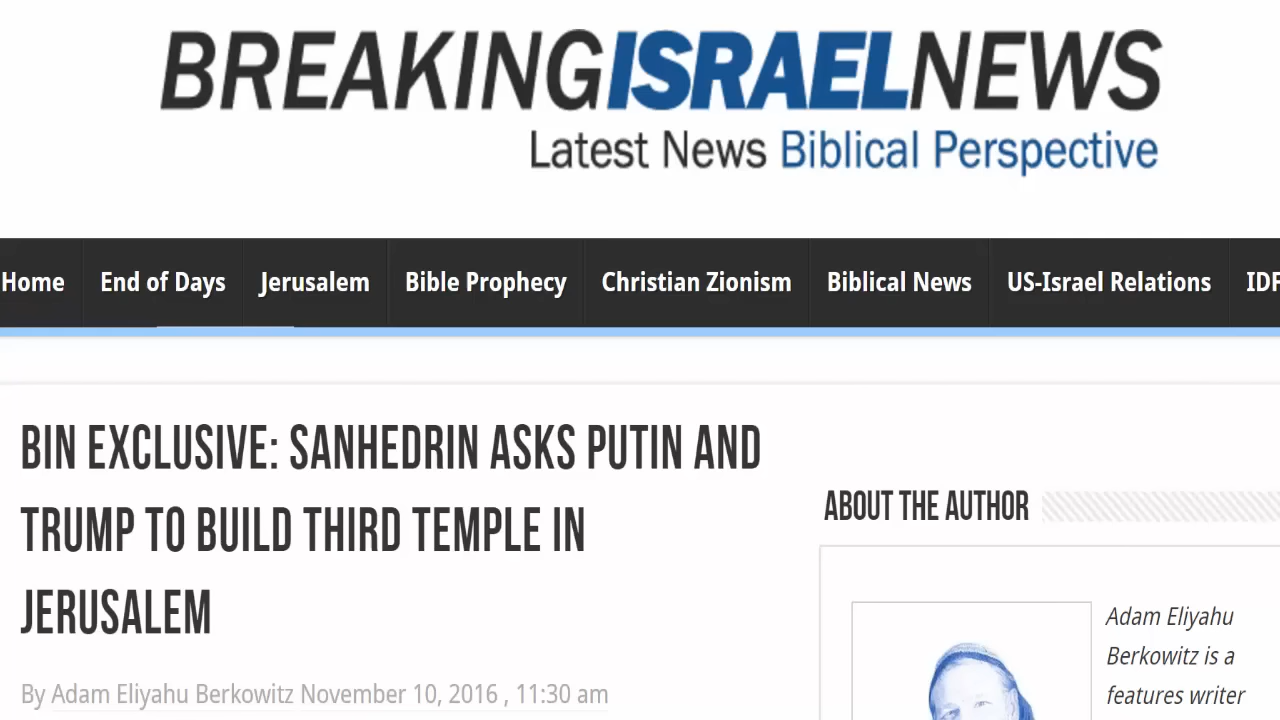 BREAKINGISRAELNEWS
Latest News Biblical Perspective
Home End of Days Jerusalem Bible Prophecy Christian Zionism Biblical News US-Israel Relations IDF
BIN EXCLUSIVE: SANHEDRIN ASKS PUTIN AND
TRUMP TO BUILD THIRD TEMPLE IN
JERUSALEM
By Adam Eliyahu Berkowitz November 10, 2016 , 11:30 am
ABOUT THE AUTHOR
Adam Eliyahu
Berkowitz is a
features writer